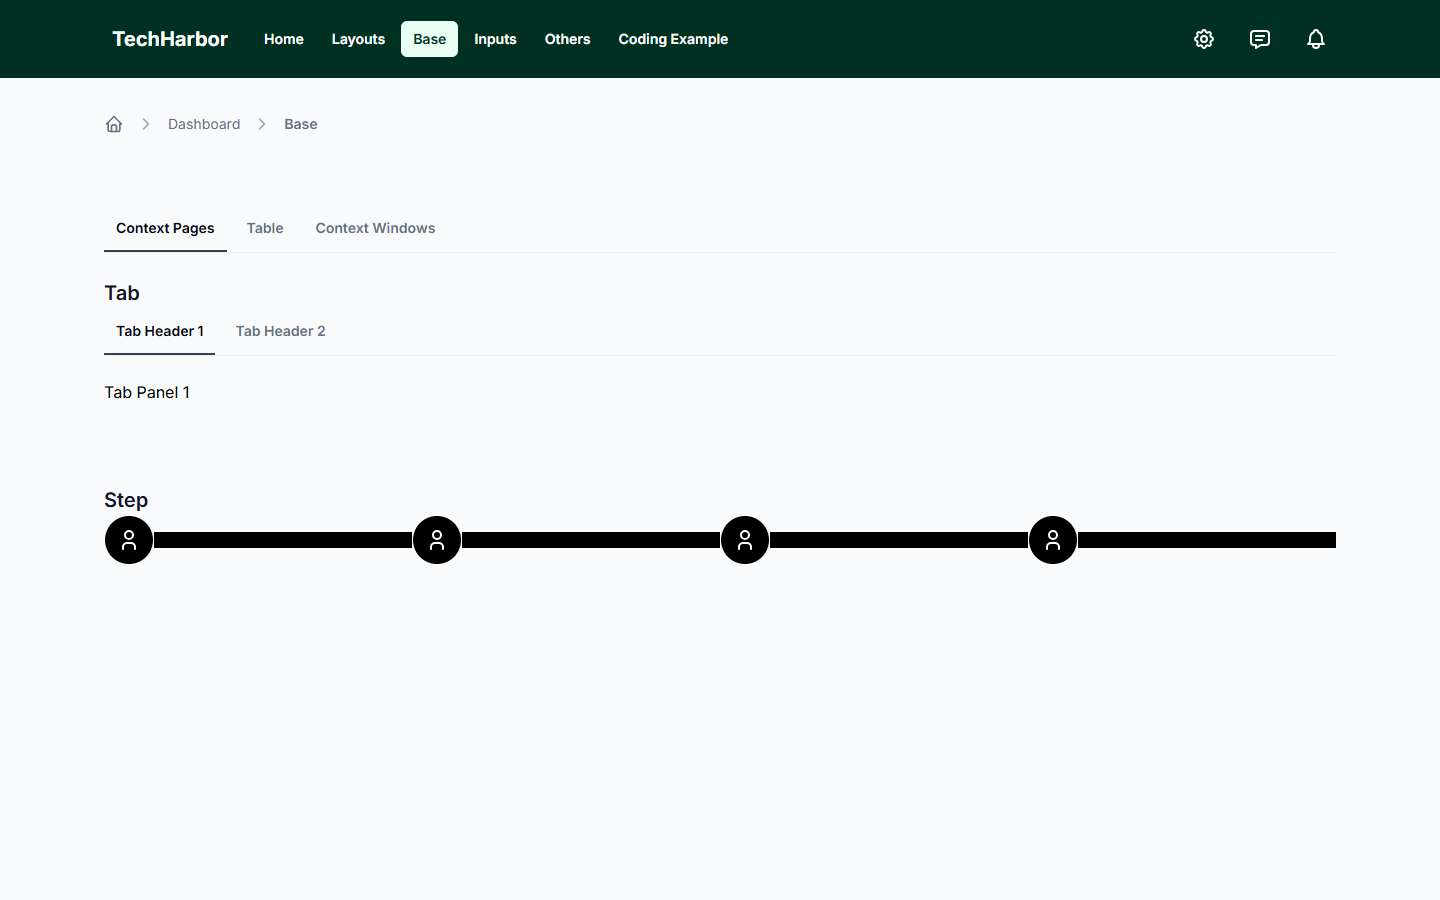 TechHarbor Home Layouts Base Inputs Others Coding Example
Dashboard Base
Context Pages Table Context Windows
Tab
Tab Header 1 Tab Header 2
Tab Panel 1
Step